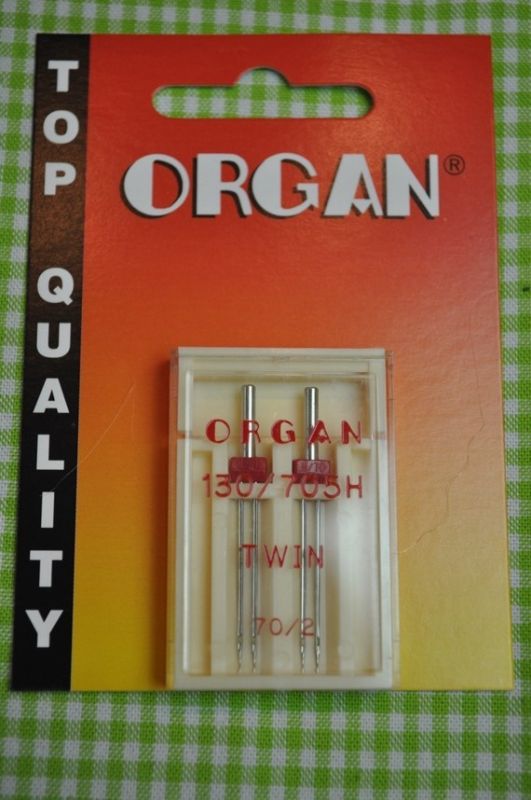 TOP QUALITY
ORGAN®
ORGAN
130/705H
TWIN
70/2